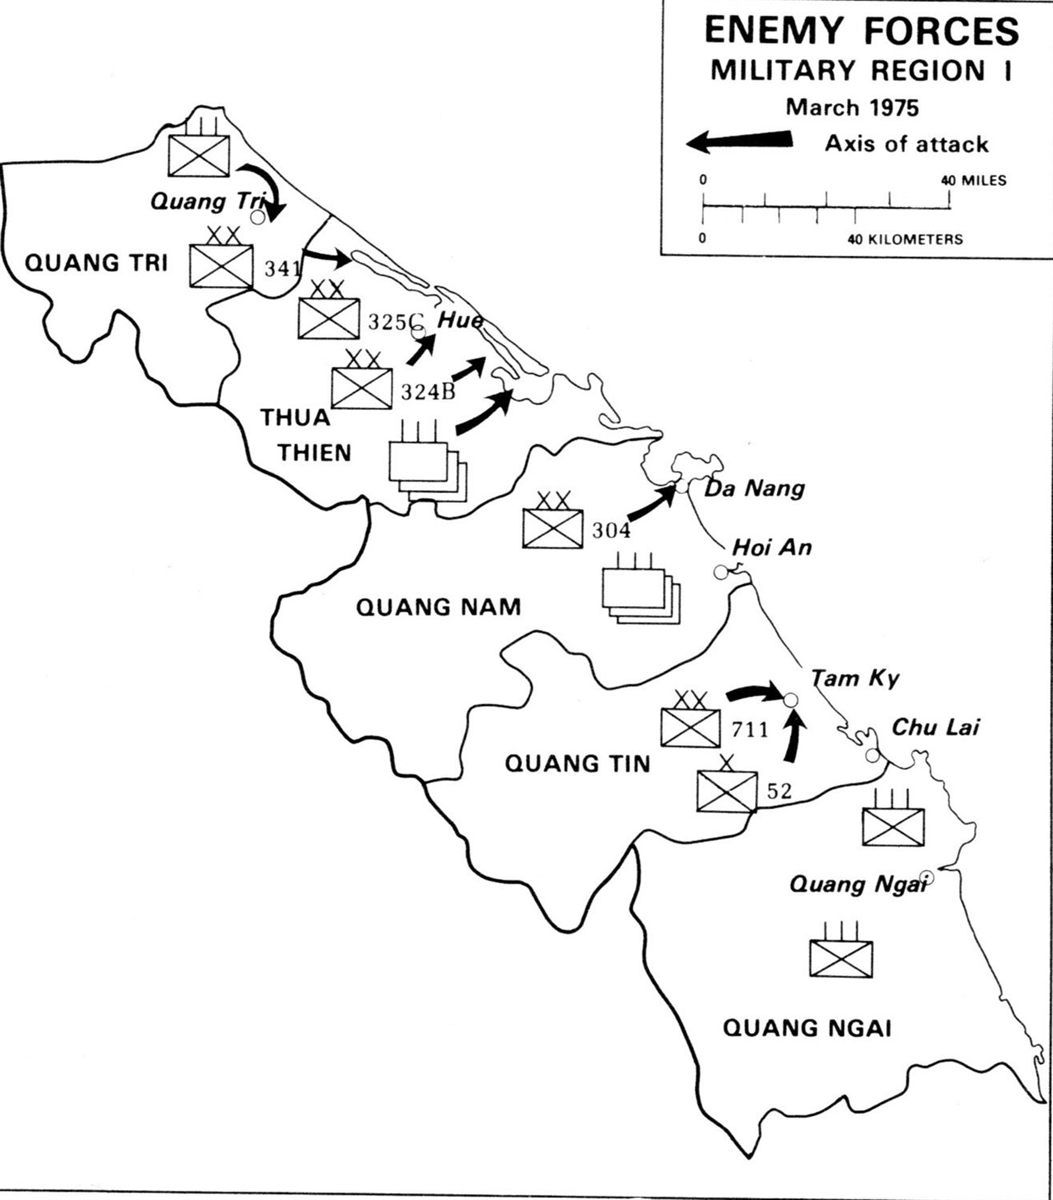 ENEMY FORCES
MILITARY REGION I
March 1975
Axis of attack
0 40 MILES
0 40 KILOMETERS
Quang Tri
QUANG TRI
341
325C
Hue
324B
THUA
THIEN
Da Nang
304
Hoi An
QUANG NAM
Tam Ky
711
Chu Lai
QUANG TIN
52
Quang Ngai
QUANG NGAI